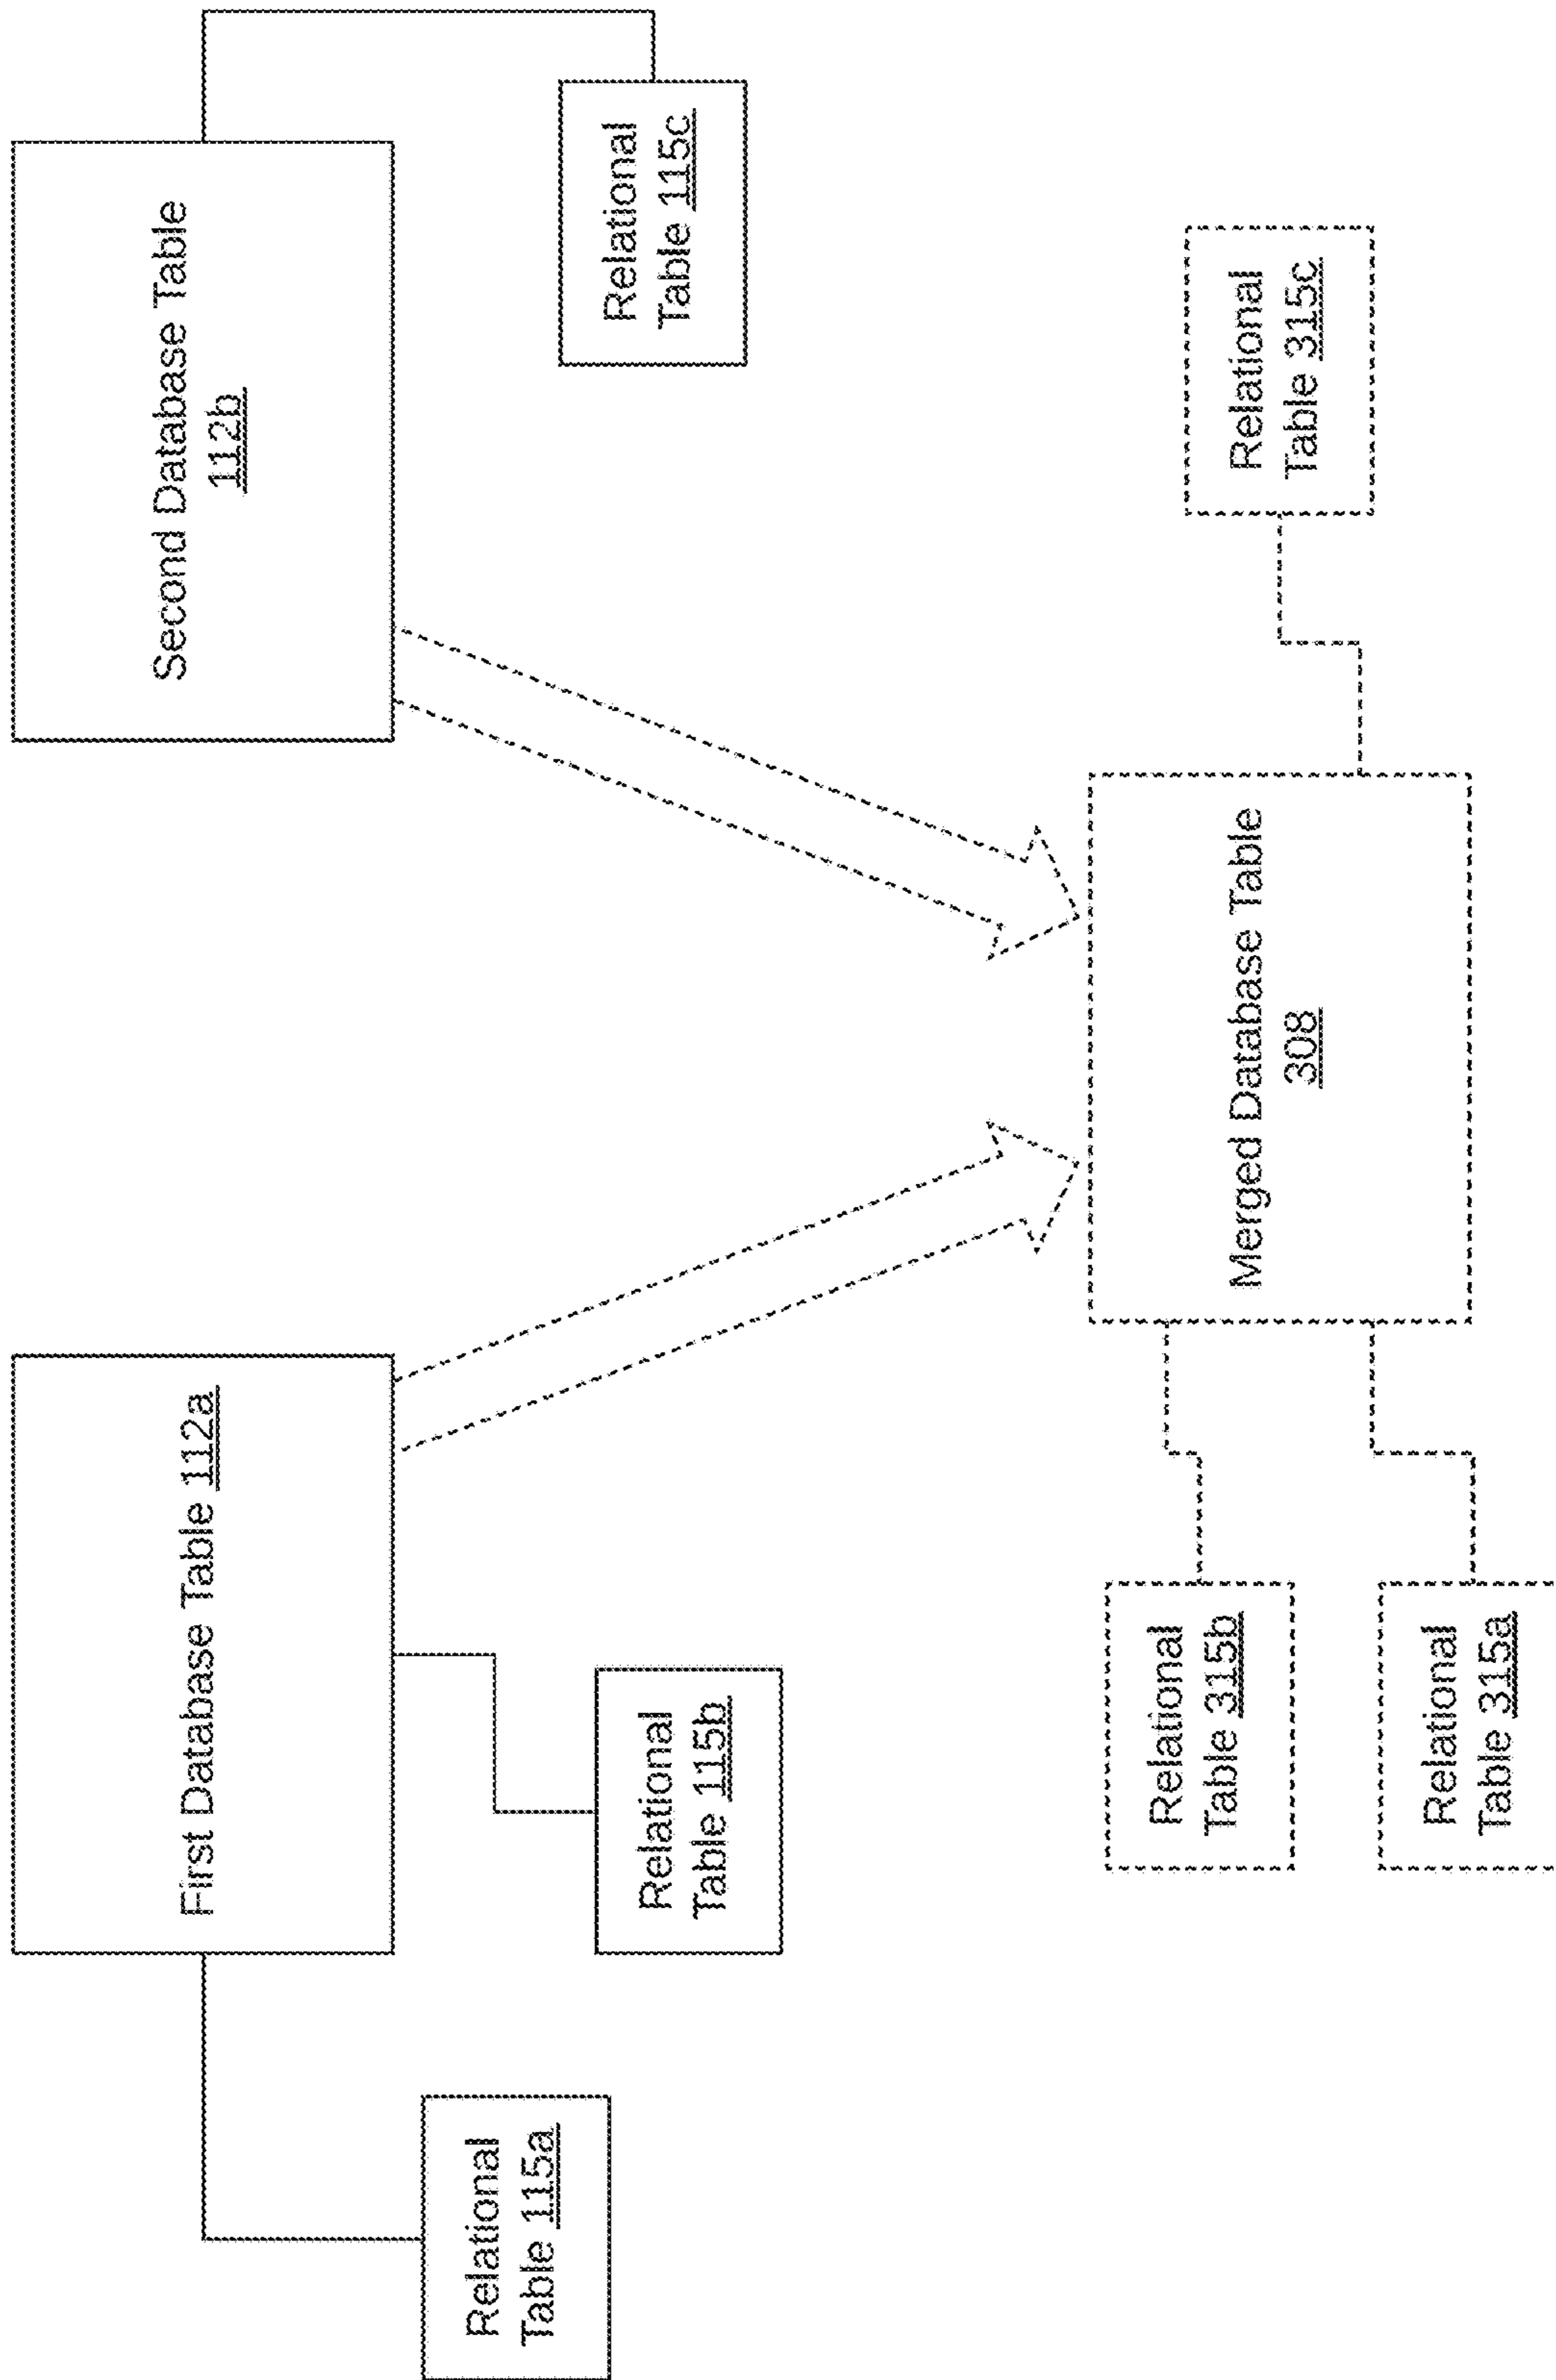 First Database Table 112a
Second Database Table
112b
Relational
Table 115a
Relational
Table 115b
Relational
Table 115c
Merged Database Table
308
Relational
Table 315b
Relational
Table 315a
Relational
Table 315c